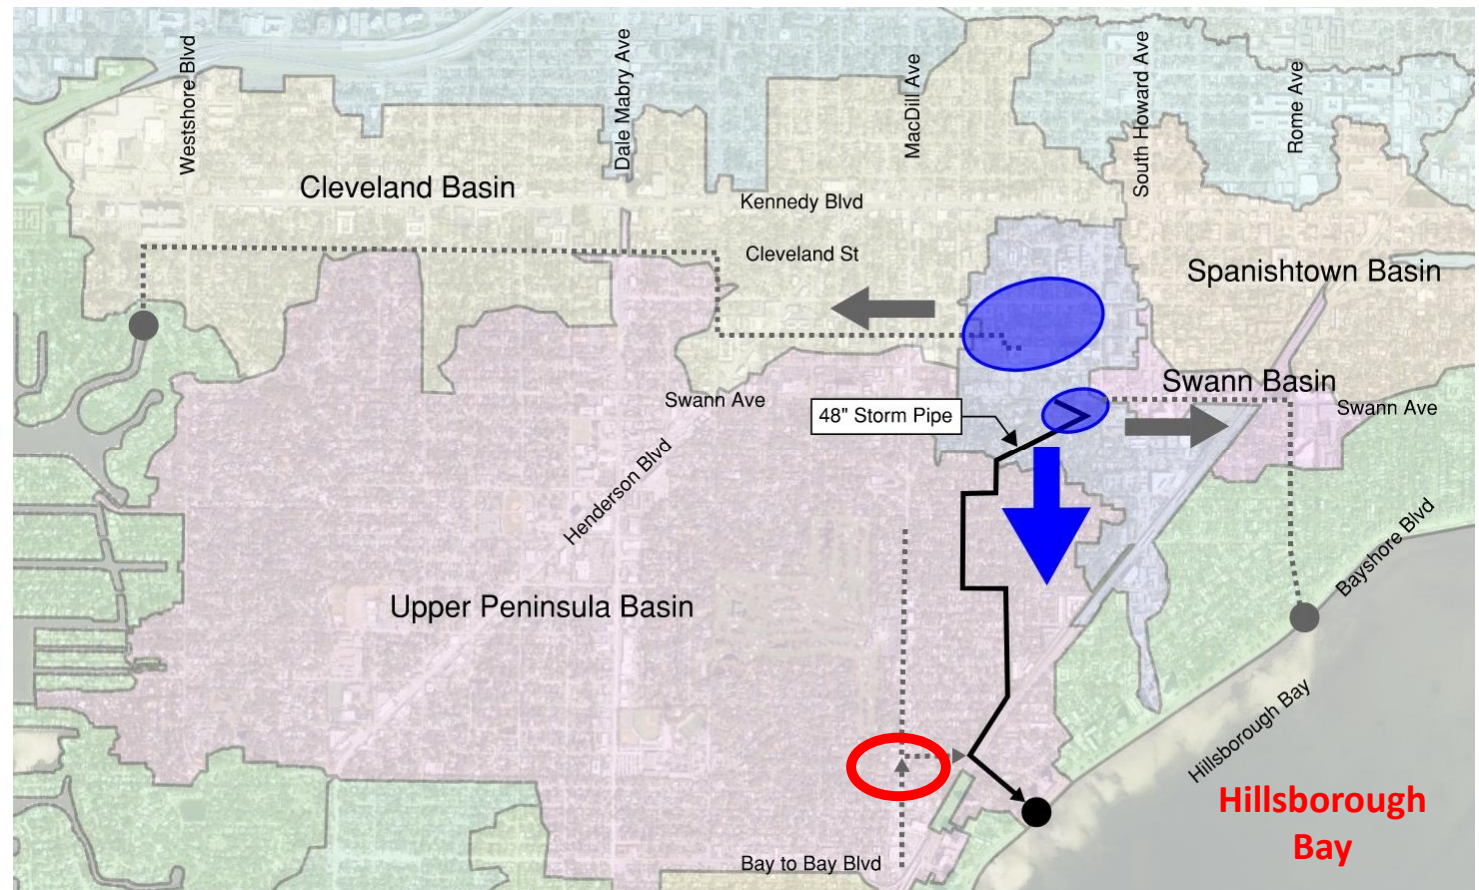 Westshore Blvd
Dale Mabry Ave
MacDill Ave
South Howard Ave
Rome Ave
Cleveland Basin
Kennedy Blvd
Cleveland St
Spanishtown Basin
Swann Basin
Swann Ave
Swann Ave
48" Storm Pipe
Henderson Blvd
Bayshore Blvd
Upper Peninsula Basin
Hillsborough Bay
Hillsborough
Bay
Bay to Bay Blvd